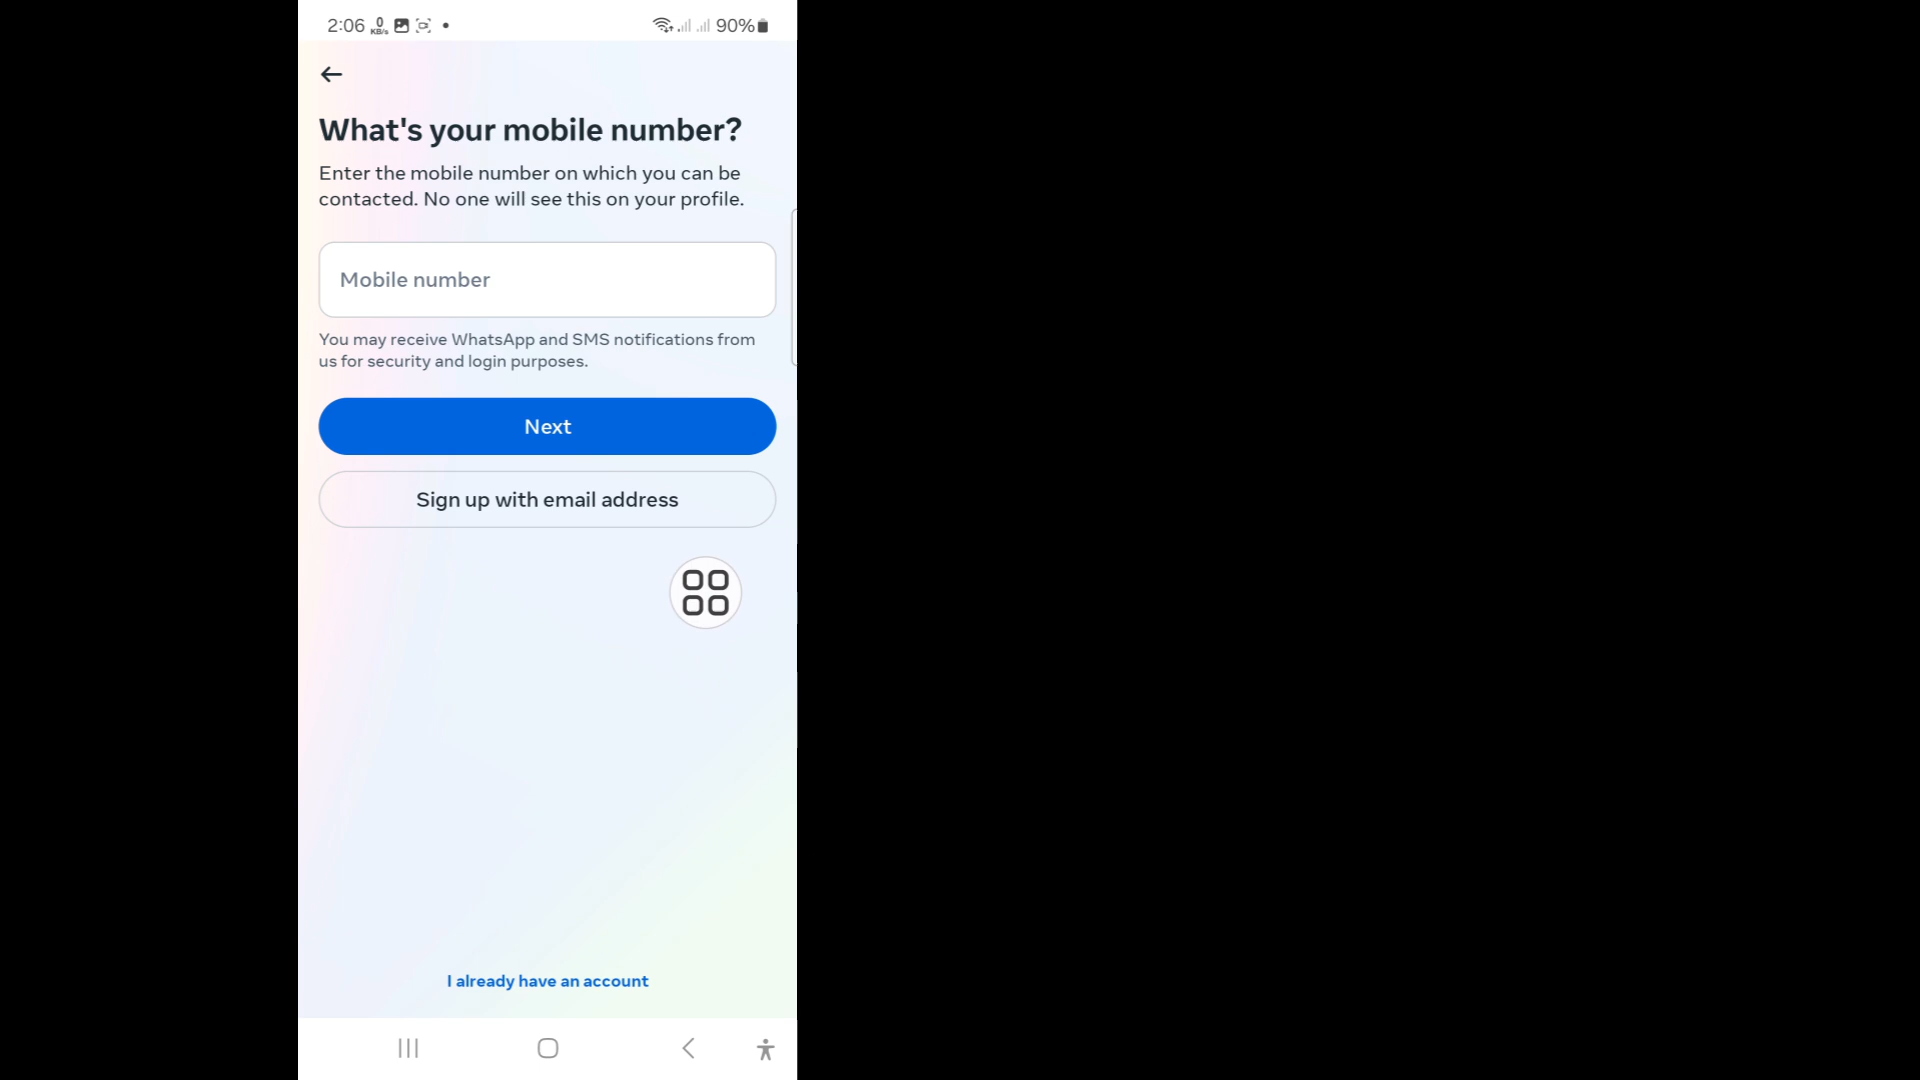 2:06 0 KB/s 90%
What's your mobile number?
Enter the mobile number on which you can be
contacted. No one will see this on your profile.
Mobile number
You may receive WhatsApp and SMS notifications from
us for security and login purposes.
Next
Sign up with email address
I already have an account